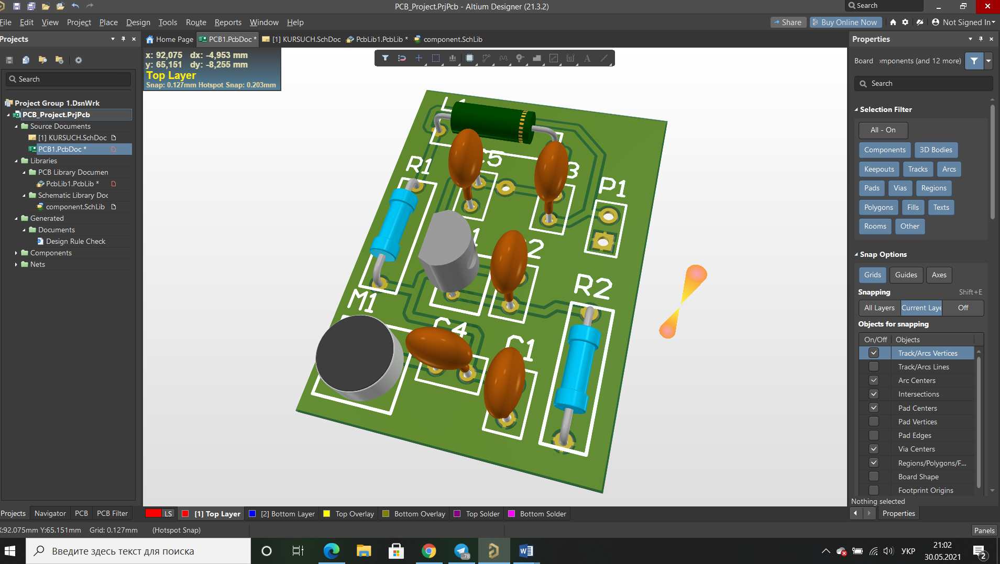 PCB_Project.PrjPcb - Altium Designer (21.3.2)
Search
File Edit View Project Place Design Tools Route Reports Window Help
Share
Buy Online Now
Not Signed In
Projects
Home Page
PCB1.PcbDoc *
[1] KURSUCH.SchDoc
PcbLib1.PcbLib *
component.SchLib
Properties
x: 92,075 dx: -4,953 mm
y: 65,151 dy: -8,255 mm
Top Layer
Snap: 0.127mm Hotspot Snap: 0.203mm
Search
Project Group 1.DsnWrk
PCB_Project.PrjPcb
Source Documents
[1] KURSUCH.SchDoc
PCB1.PcbDoc *
Libraries
PCB Library Documen
PcbLib1.PcbLib *
Schematic Library Doc
component.SchLib
Generated
Documents
Design Rule Check
Components
Nets
R1
P1
R2
M1
C4
C1
Board
omponents (and 12 more)
Search
Selection Filter
All - On
Components 3D Bodies
Keepouts Tracks Arcs
Pads Vias Regions
Polygons Fills Texts
Rooms Other
Snap Options
Grids Guides Axes
Snapping Shift+E
All Layers Current Laye Off
Objects for snapping
On/Off Objects
Track/Arcs Vertices
Track/Arcs Lines
Arc Centers
Intersections
Pad Centers
Pad Vertices
Pad Edges
Via Centers
Regions/Polygons/F...
Board Shape
Footprint Origins
Nothing selected
Properties
Projects Navigator PCB PCB Filter
LS [1] Top Layer [2] Bottom Layer Top Overlay Bottom Overlay Top Solder Bottom Solder
X:92.075mm Y:65.151mm Grid: 0.127mm (Hotspot Snap)
Panels
Введите здесь текст для поиска
..78
УКР
21:02
30.05.2021
2